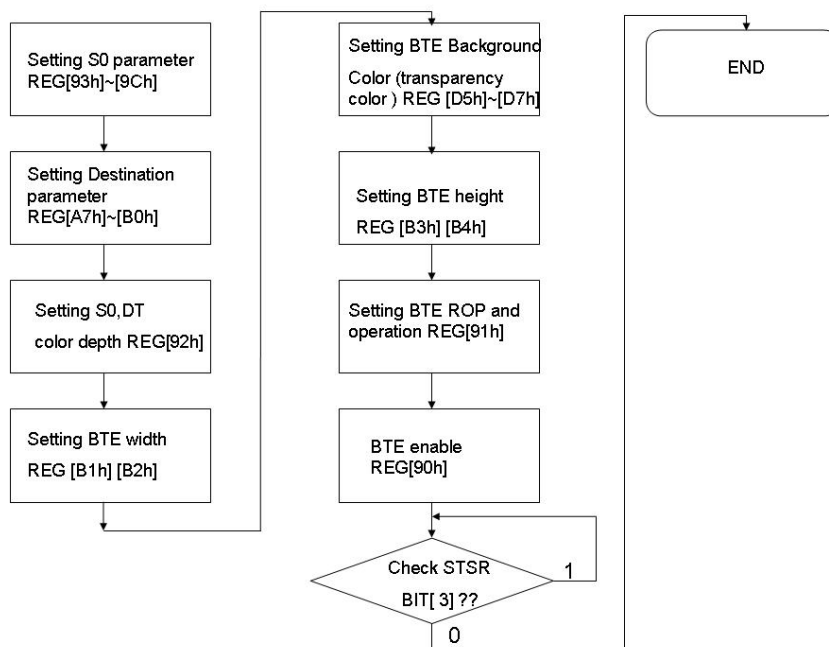 Setting S0 parameter
REG[93h]~[9Ch]
Setting Destination
parameter
REG[A7h]~[B0h]
Setting S0,DT
color depth REG[92h]
Setting BTE width
REG [B1h] [B2h]
Setting BTE Background
Color (transparency
color ) REG [D5h]~[D7h]
Setting BTE height
REG [B3h] [B4h]
Setting BTE ROP and
operation REG[91h]
BTE enable
REG[90h]
Check STSR
BIT[ 3] ??
1
0
END